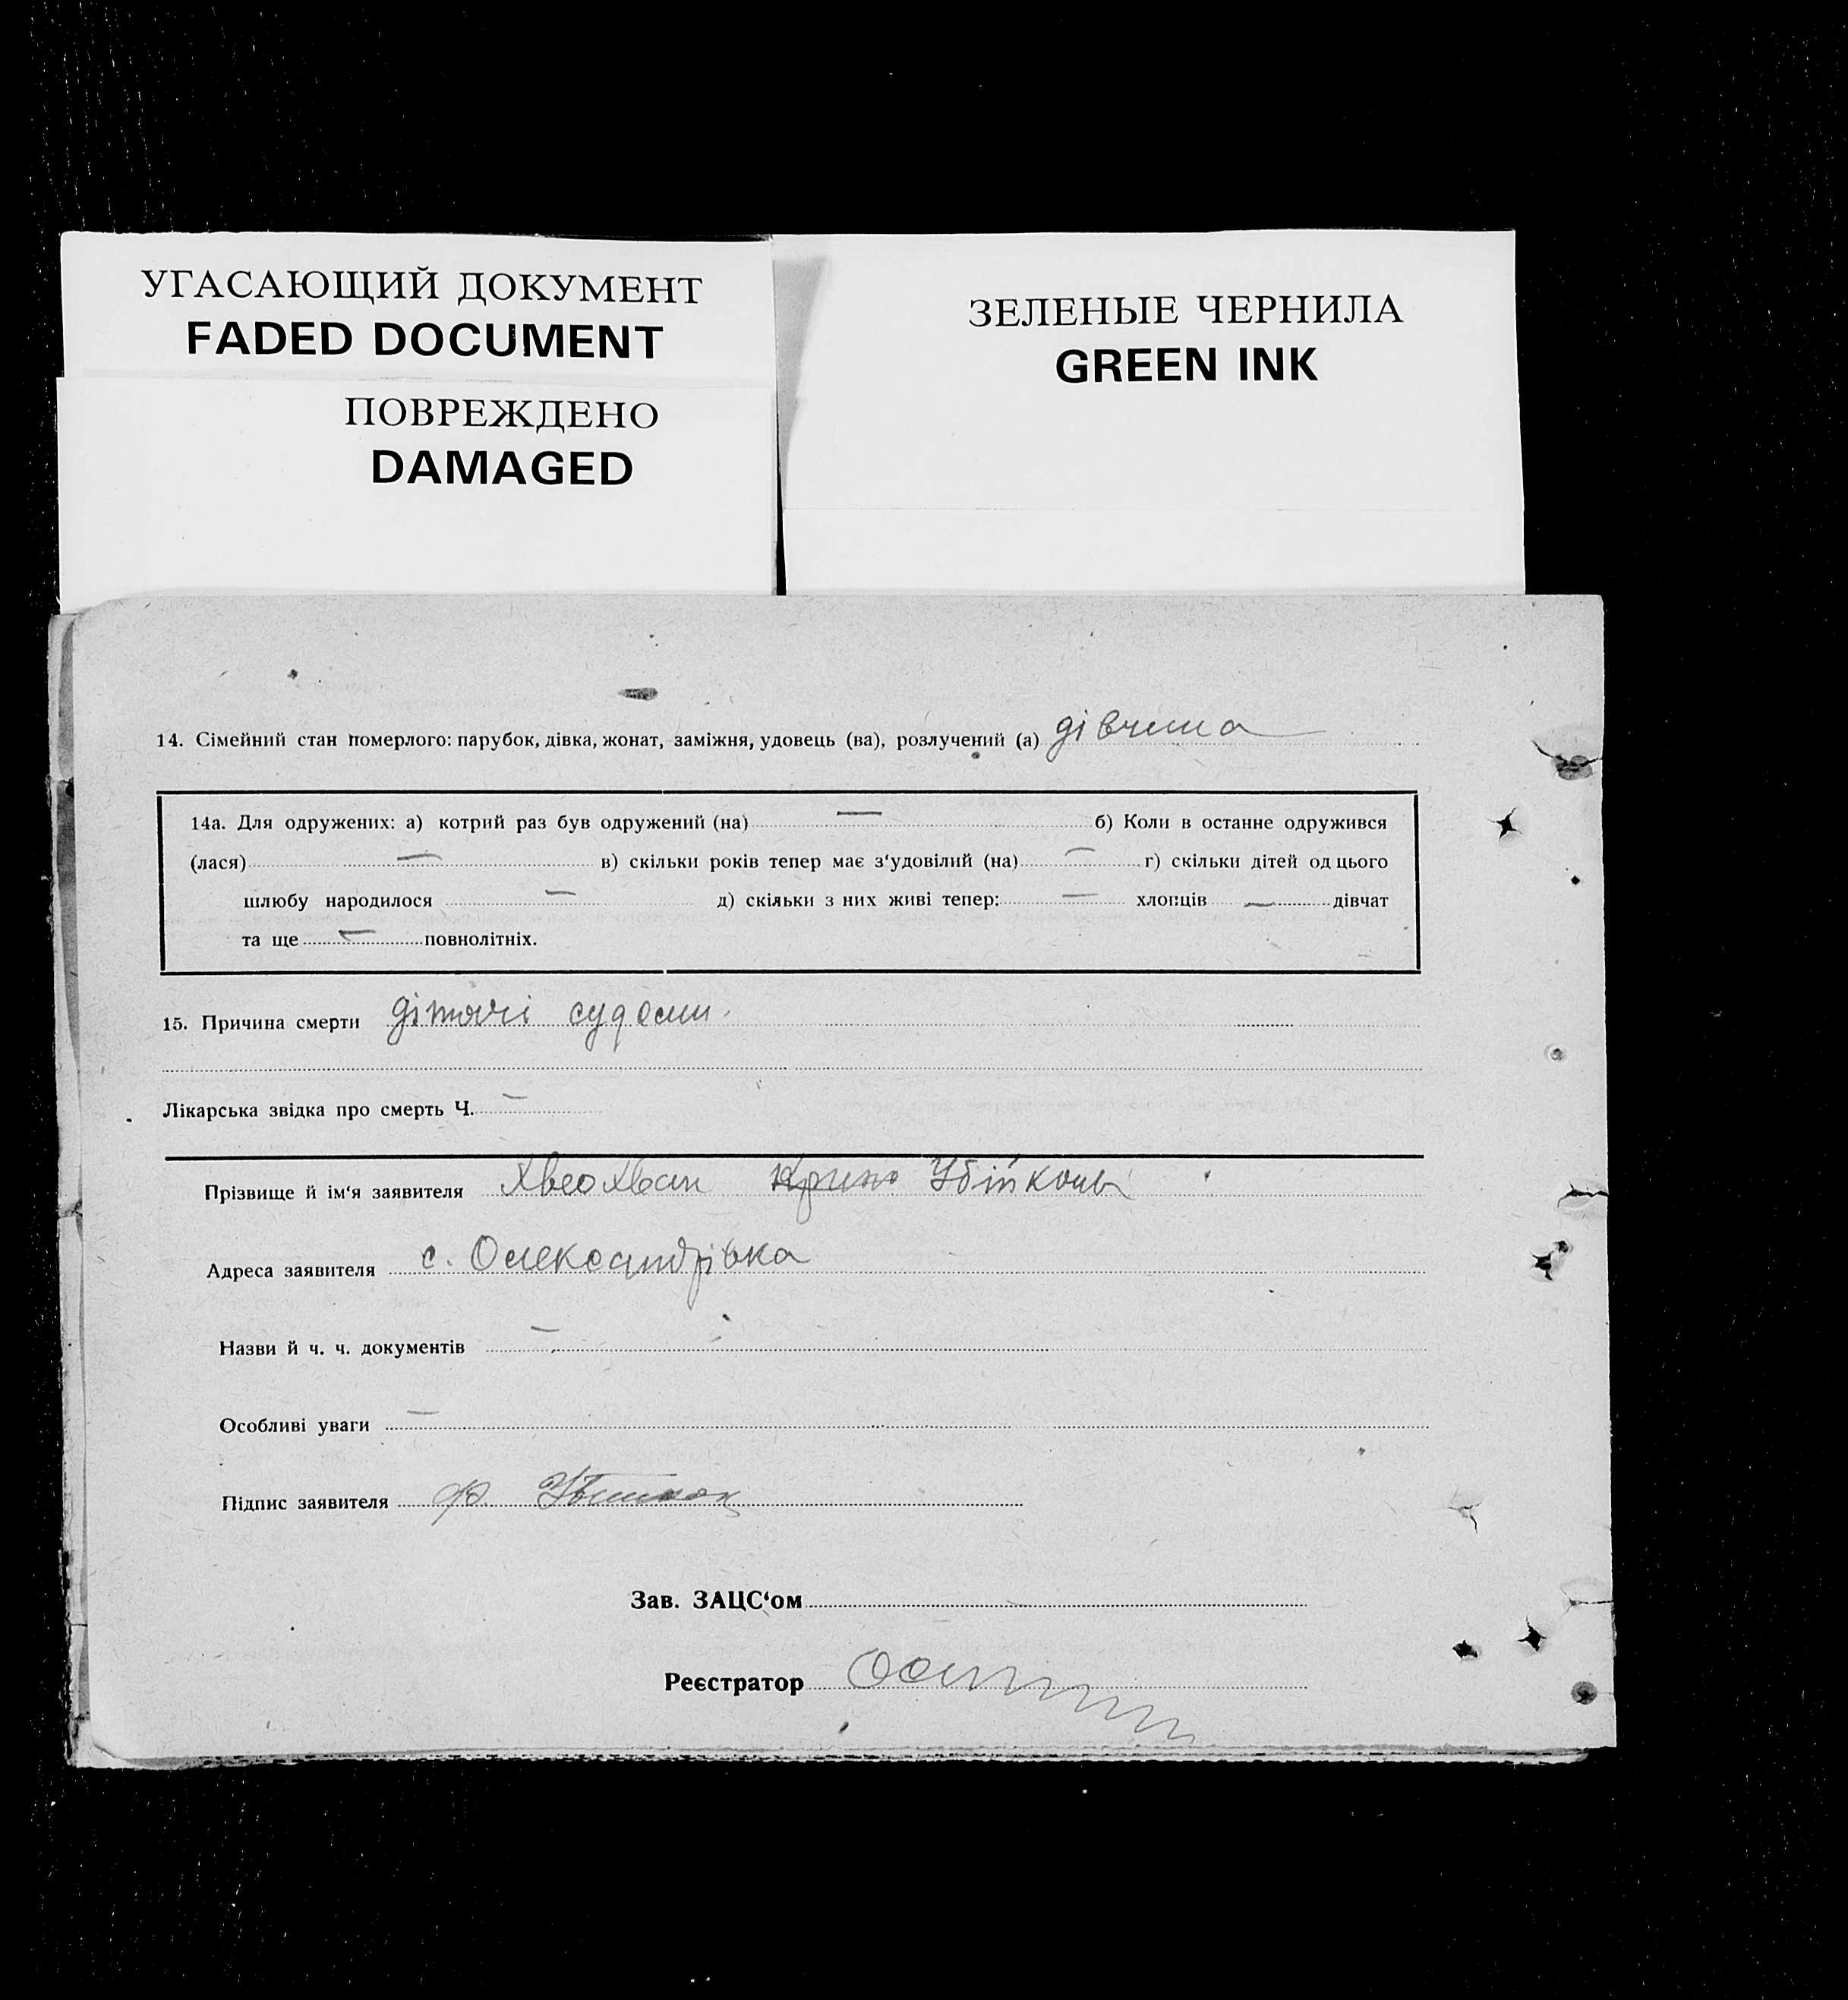 УГАСАЮЩИЙ ДОКУМЕНТ
FADED DOCUMENT
ПОВРЕЖДЕНО
DAMAGED
ЗЕЛЕНЫЕ ЧЕРНИЛА
GREEN INK
14. Сімейний стан померлого: парубок, дівка, жонат, заміжня, удовець (ва), розлучений (а) дівчина
14а. Для одружених: а) котрий раз був одружений (на) — б) Коли в останне одружився
(лася) — в) скільки років тепер має з‘удовілий (на) — г) скільки дітей од цього
шлюбу народилося — д) скільки з них живі тепер: — хлопців — дівчат
та ще — повнолітніх.
15. Причина смерти дітячі судоми.
Лікарська звідка про смерть Ч. —
Прізвище й ім‘я заявителя
Адреса заявителя с. Олександрівка
Назви й ч. ч. документів —
Особливі уваги —
Підпис заявителя
Зав. ЗАЦС‘ом
Реєстратор